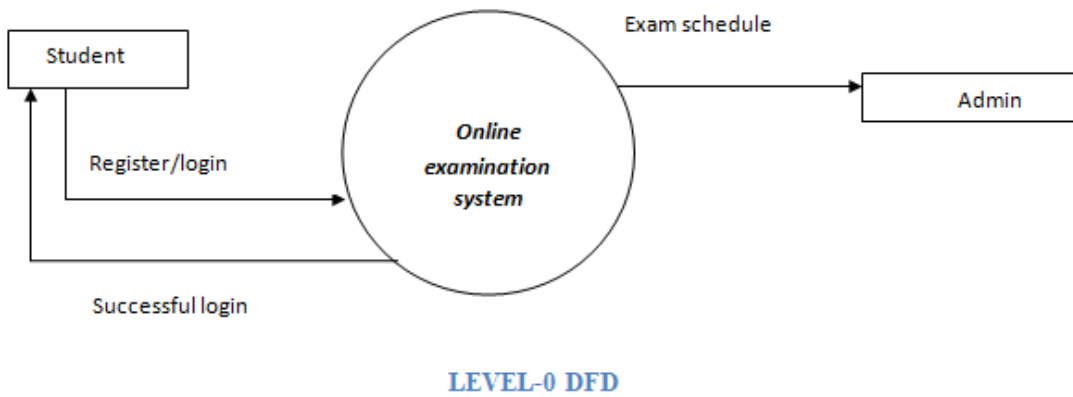 Exam schedule
Student
Admin
Online
examination
system
Register/login
Successful login
LEVEL-0 DFD